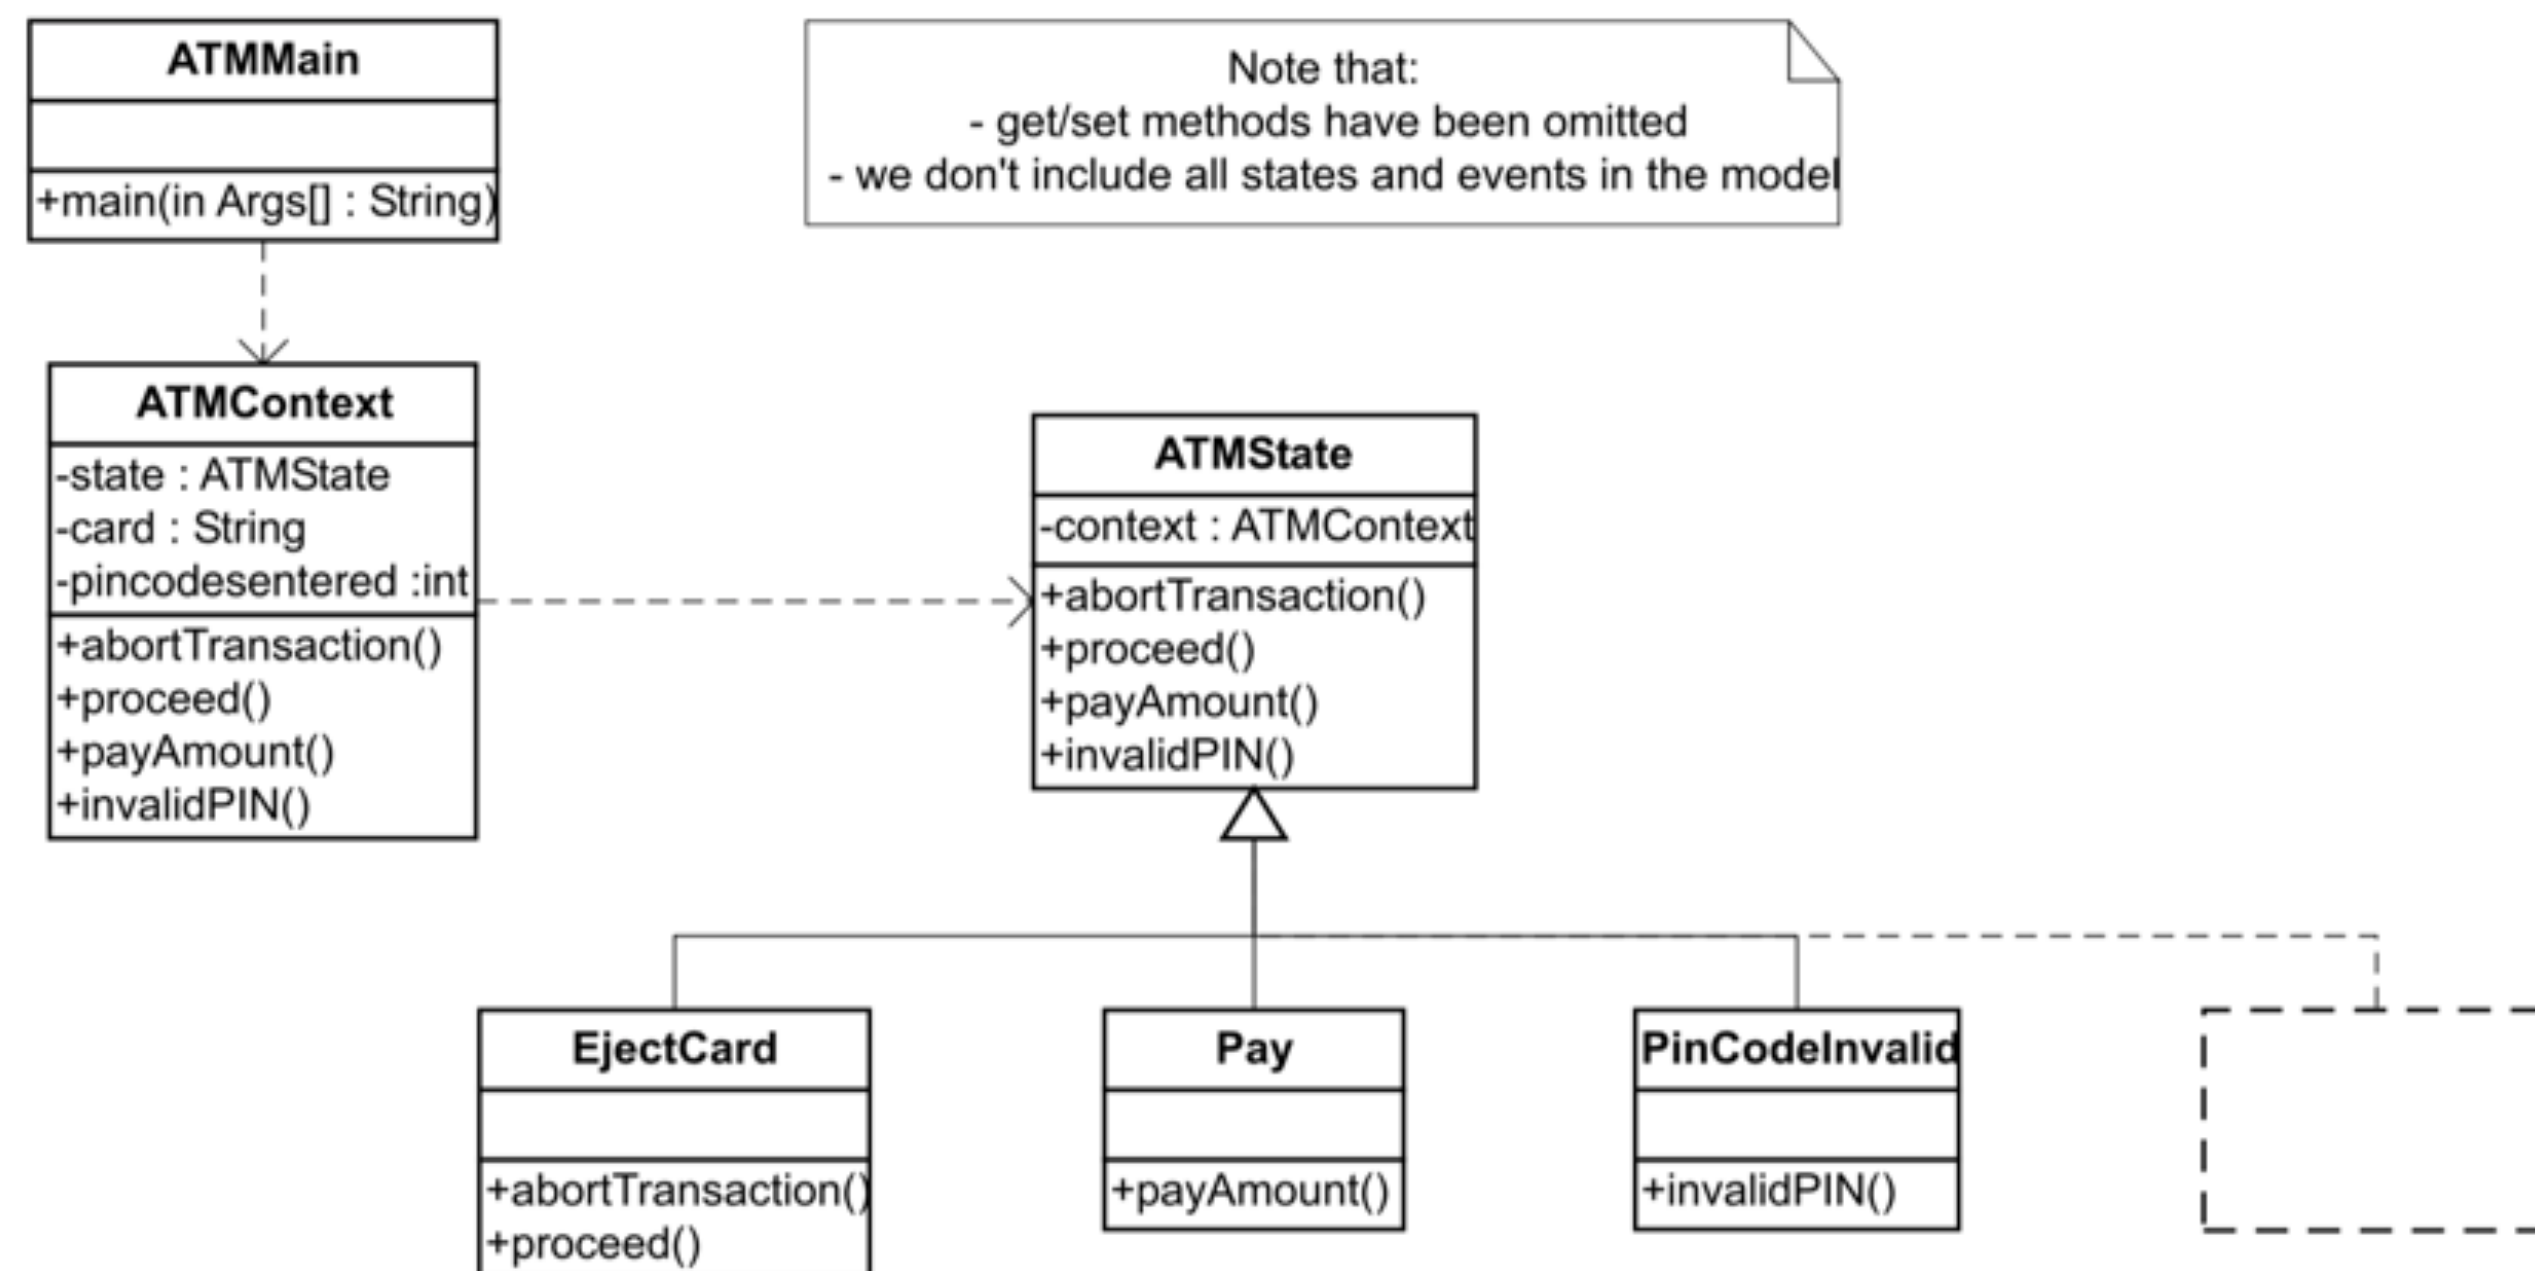 ATMMain
+main(in Args[] : String)
Note that:
- get/set methods have been omitted
- we don't include all states and events in the model
ATMContext
-state : ATMState
-card : String
-pincodesentered :int
+abortTransaction()
+proceed()
+payAmount()
+invalidPIN()
ATMState
-context : ATMContext
+abortTransaction()
+proceed()
+payAmount()
+invalidPIN()
EjectCard
+abortTransaction()
+proceed()
Pay
+payAmount()
PinCodeInvalid
+invalidPIN()